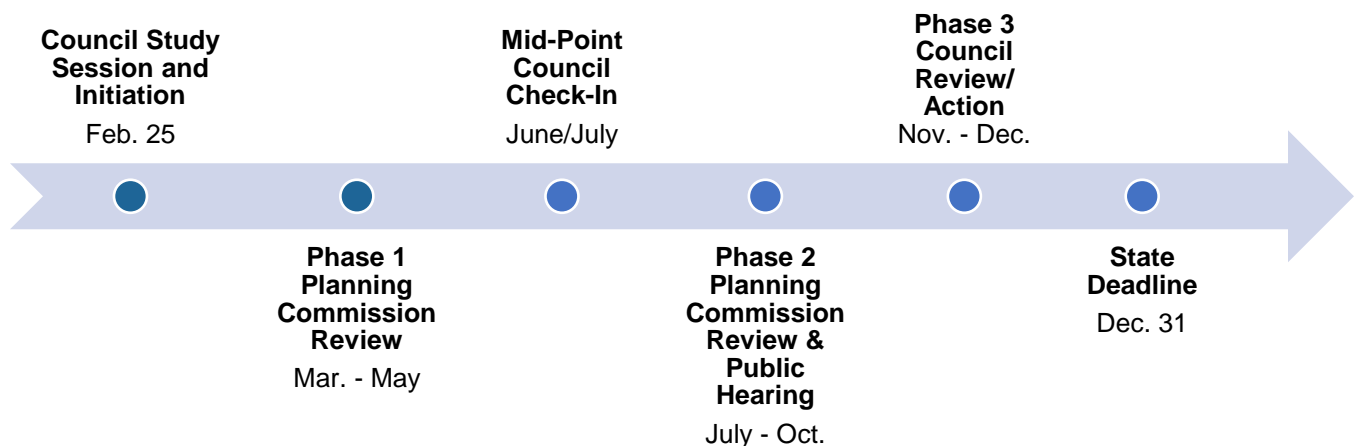 Council Study
Session and
Initiation
Feb. 25
Phase 1
Planning
Commission
Review
Mar. - May
Mid-Point
Council
Check-In
June/July
Phase 2
Planning
Commission
Review &
Public
Hearing
July - Oct.
Phase 3
Council
Review/
Action
Nov. - Dec.
State
Deadline
Dec. 31